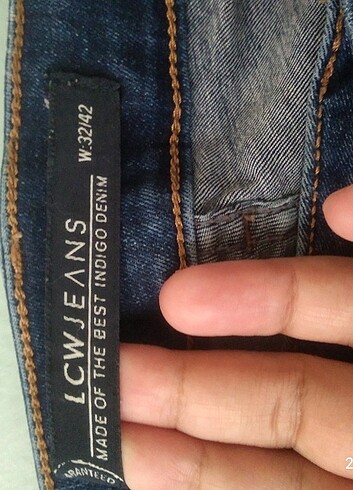 LCWJEANS W:32/42
MADE OF THE BEST INDIGO DENIM